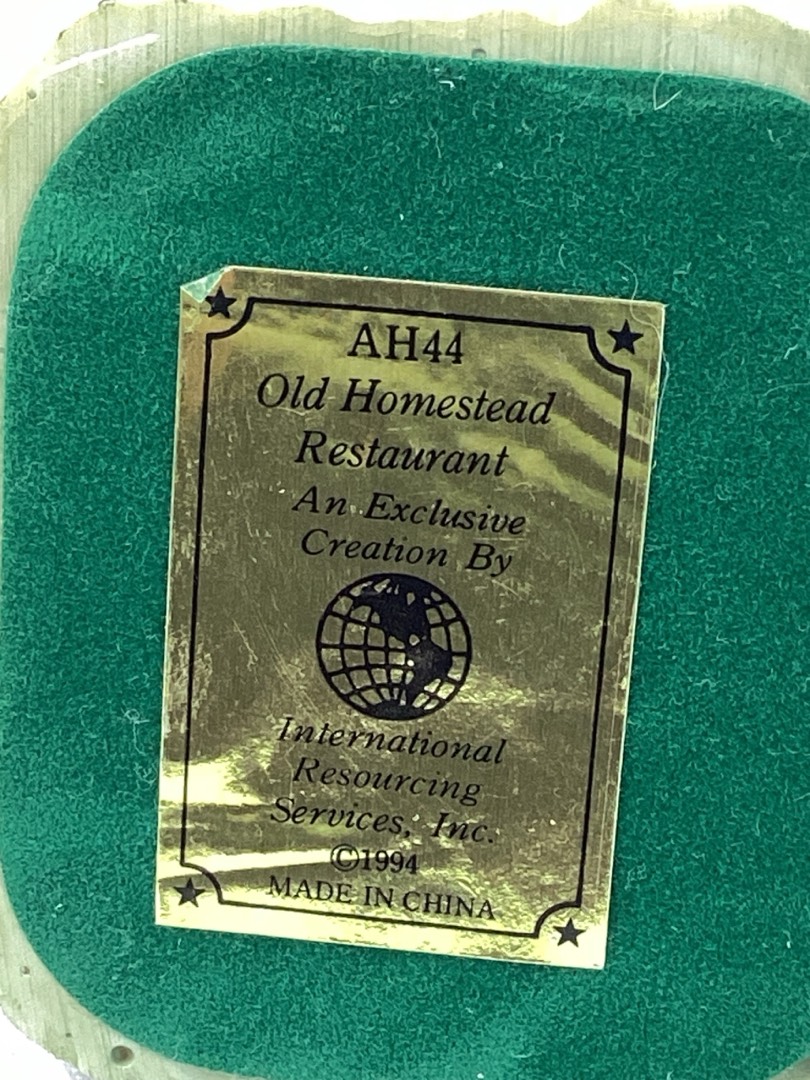 AH44
Old Homestead
Restaurant
An Exclusive
Creation By
International
Resourcing
Services, Inc.
©1994
MADE IN CHINA